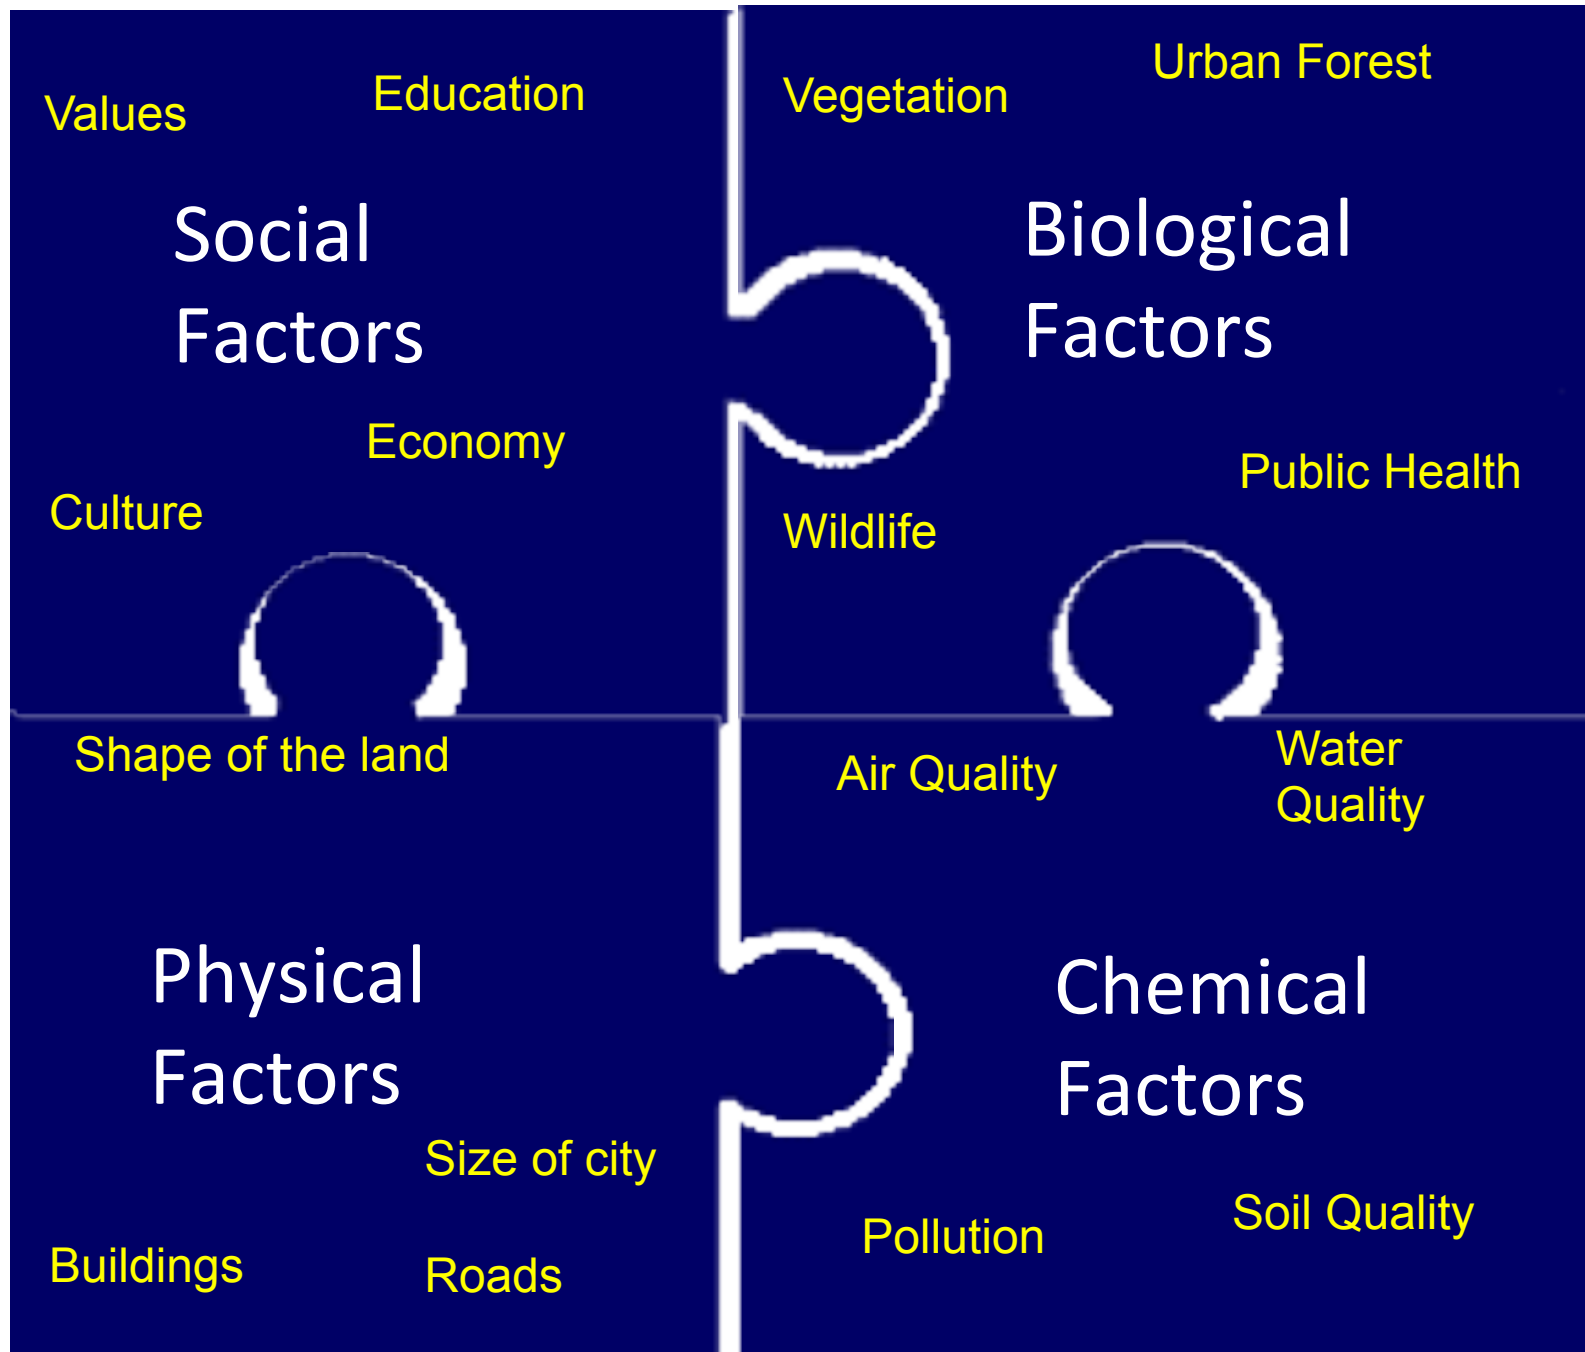 Values
Education
Social
Factors
Economy
Culture
Vegetation
Urban Forest
Biological
Factors
Public Health
Wildlife
Shape of the land
Physical
Factors
Size of city
Buildings
Roads
Air Quality
Water
Quality
Chemical
Factors
Pollution
Soil Quality